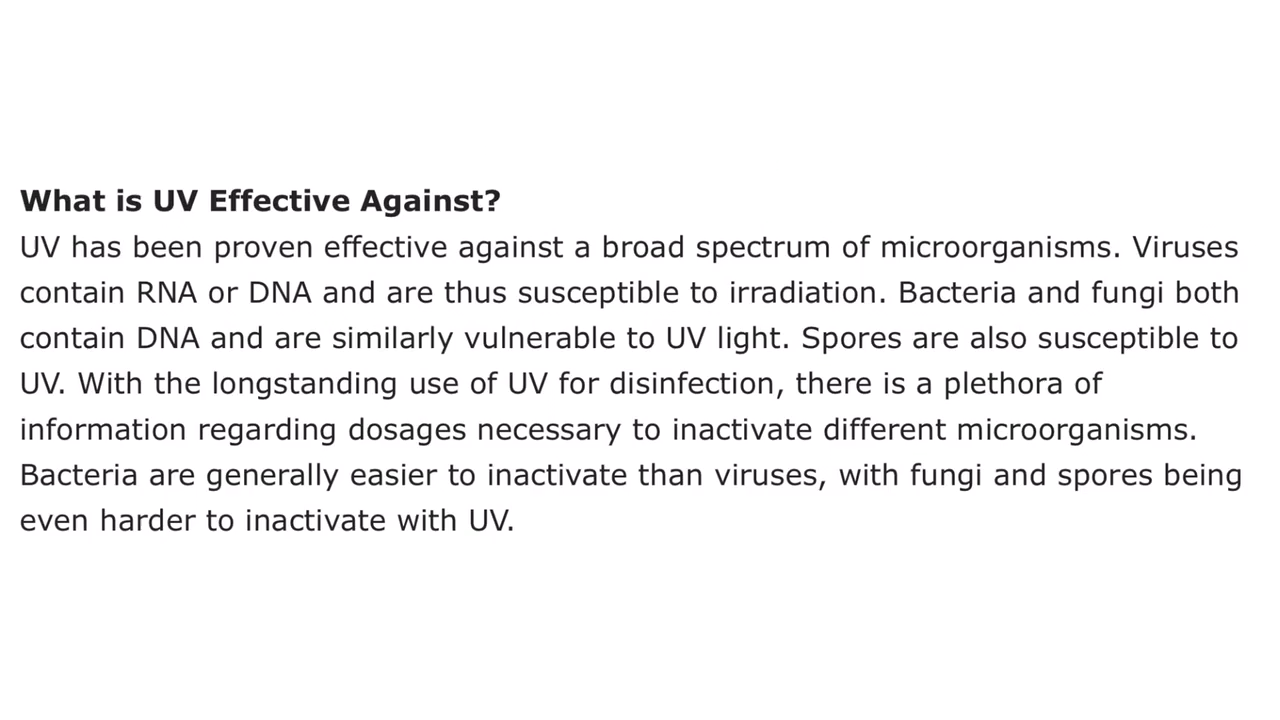 What is UV Effective Against?
UV has been proven effective against a broad spectrum of microorganisms. Viruses
contain RNA or DNA and are thus susceptible to irradiation. Bacteria and fungi both
contain DNA and are similarly vulnerable to UV light. Spores are also susceptible to
UV. With the longstanding use of UV for disinfection, there is a plethora of
information regarding dosages necessary to inactivate different microorganisms.
Bacteria are generally easier to inactivate than viruses, with fungi and spores being
even harder to inactivate with UV.